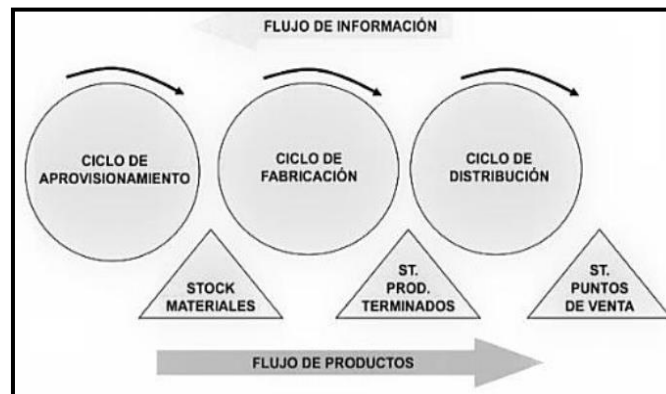 FLUJO DE INFORMACIÓN
CICLO DE
APROVISIONAMIENTO
CICLO DE
FABRICACIÓN
CICLO DE
DISTRIBUCIÓN
STOCK
MATERIALES
ST.
PROD.
TERMINADOS
ST.
PUNTOS
DE VENTA
FLUJO DE PRODUCTOS